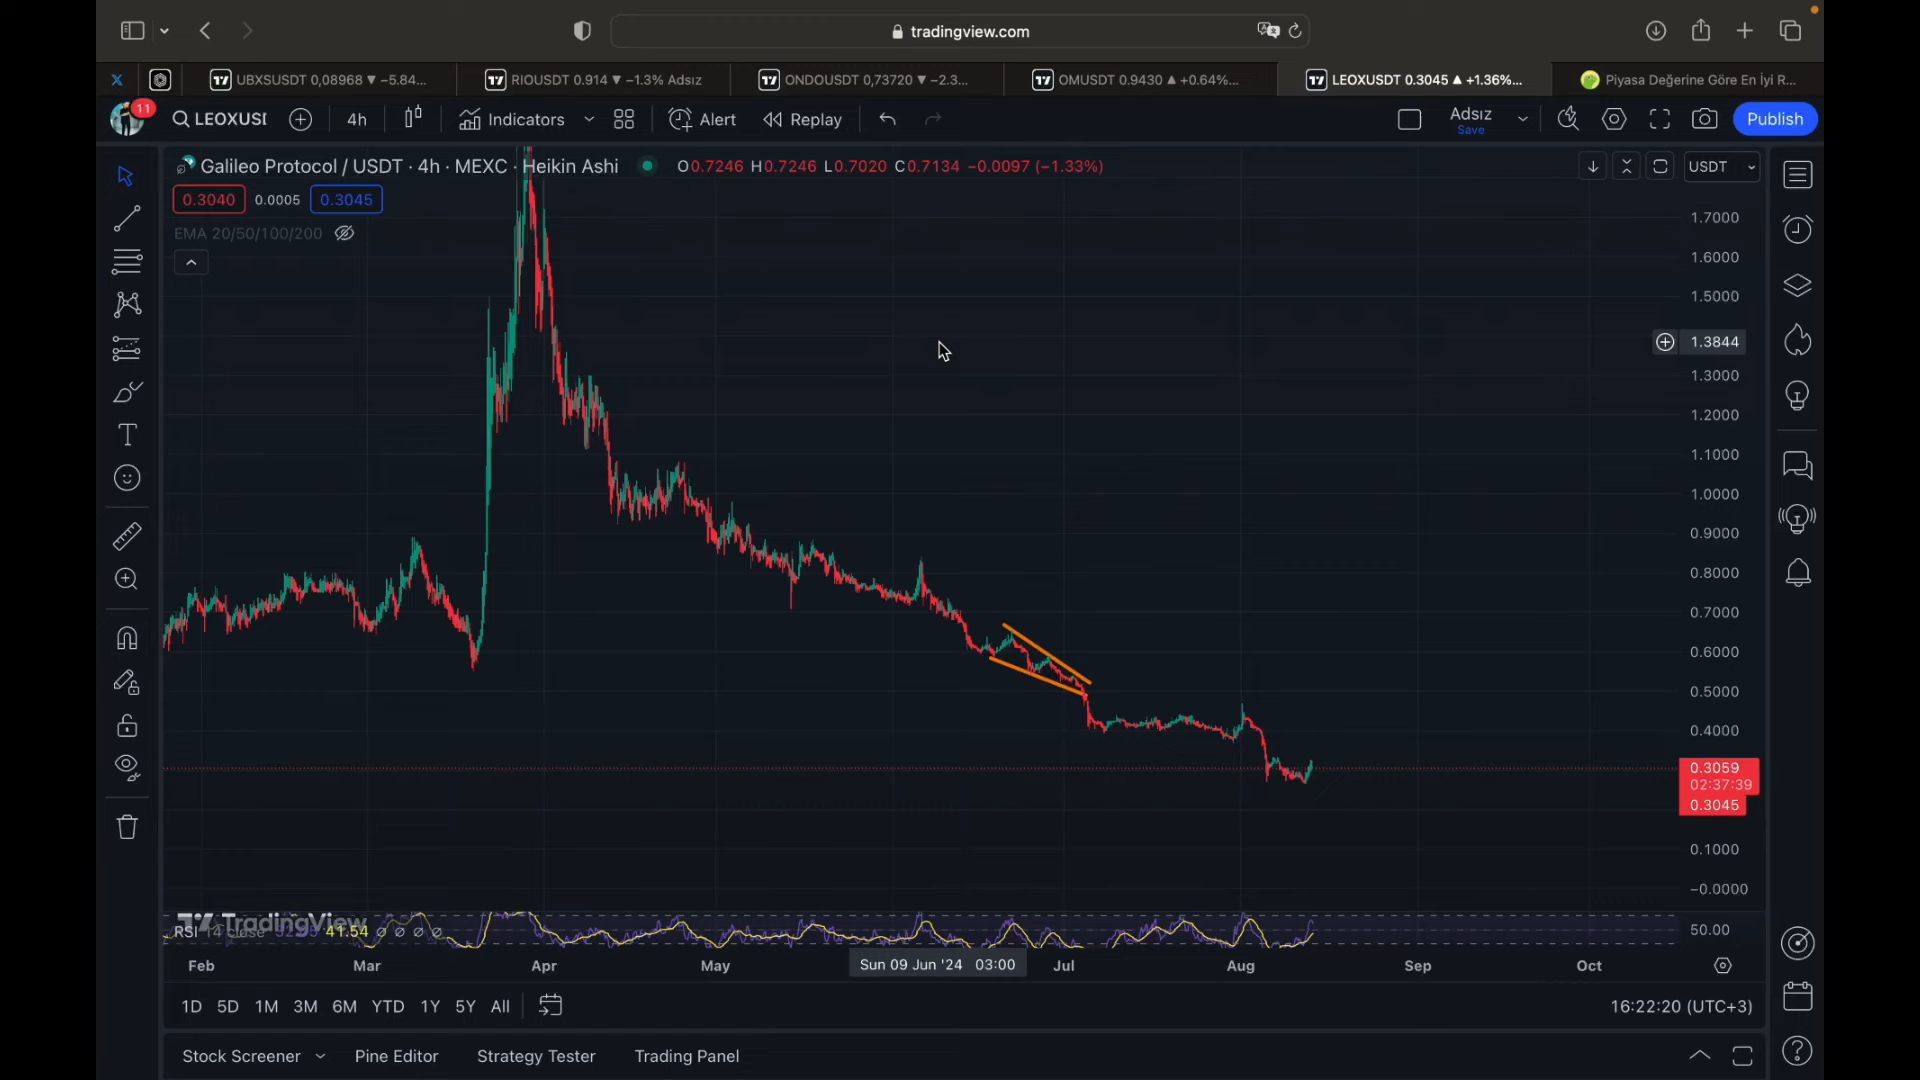 tradingview.com
UBXSUSDT 0,08968 ▼ −5.84...
RIOUSDT 0.914 ▼ −1.3% Adsız
ONDOUSDT 0,73720 ▼ −2.3...
OMUSDT 0.9430 ▲ +0.64%...
LEOXUSDT 0.3045 ▲ +1.36%...
Piyasa Değerine Göre En İyi R...
11
LEOXUSI
4h
Indicators
Alert
Replay
Adsız
Save
Publish
Galileo Protocol / USDT · 4h · MEXC · Heikin Ashi
O0.7246 H0.7246 L0.7020 C0.7134 −0.0097 (−1.33%)
USDT
0.3040
0.0005
0.3045
EMA 20/50/100/200
1.7000
1.6000
1.5000
1.3844
1.3000
1.2000
1.1000
1.0000
0.9000
0.8000
0.7000
0.6000
0.5000
0.4000
0.3059
02:37:39
0.3045
0.1000
−0.0000
TradingView
RSI 14 close 41.54
50.00
Feb
Mar
Apr
May
Sun 09 Jun '24 03:00
Jul
Aug
Sep
Oct
1D 5D 1M 3M 6M YTD 1Y 5Y All
16:22:20 (UTC+3)
Stock Screener
Pine Editor
Strategy Tester
Trading Panel